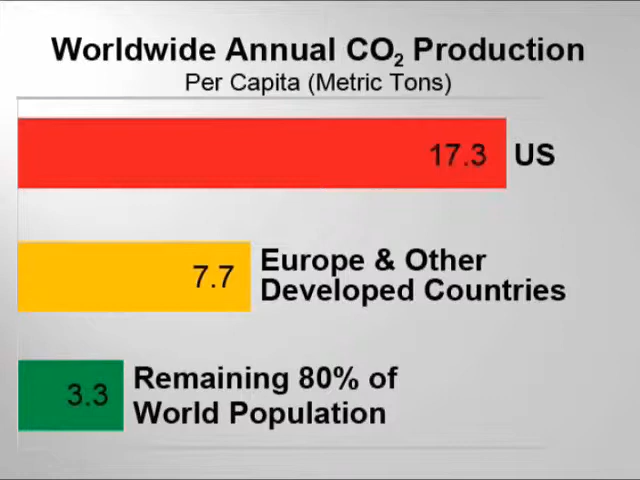 Worldwide Annual CO₂ Production
Per Capita (Metric Tons)
17.3 US
7.7 Europe & Other
Developed Countries
3.3 Remaining 80% of
World Population